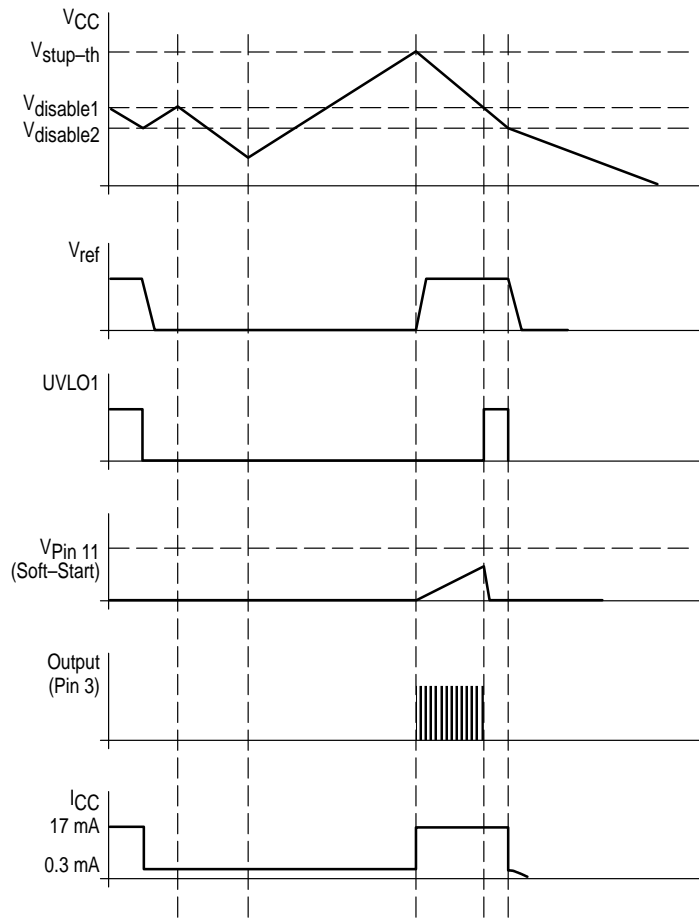 VCC
Vstup–th
Vdisable1
Vdisable2
Vref
UVLO1
VPin 11
(Soft–Start)
Output
(Pin 3)
ICC
17 mA
0.3 mA